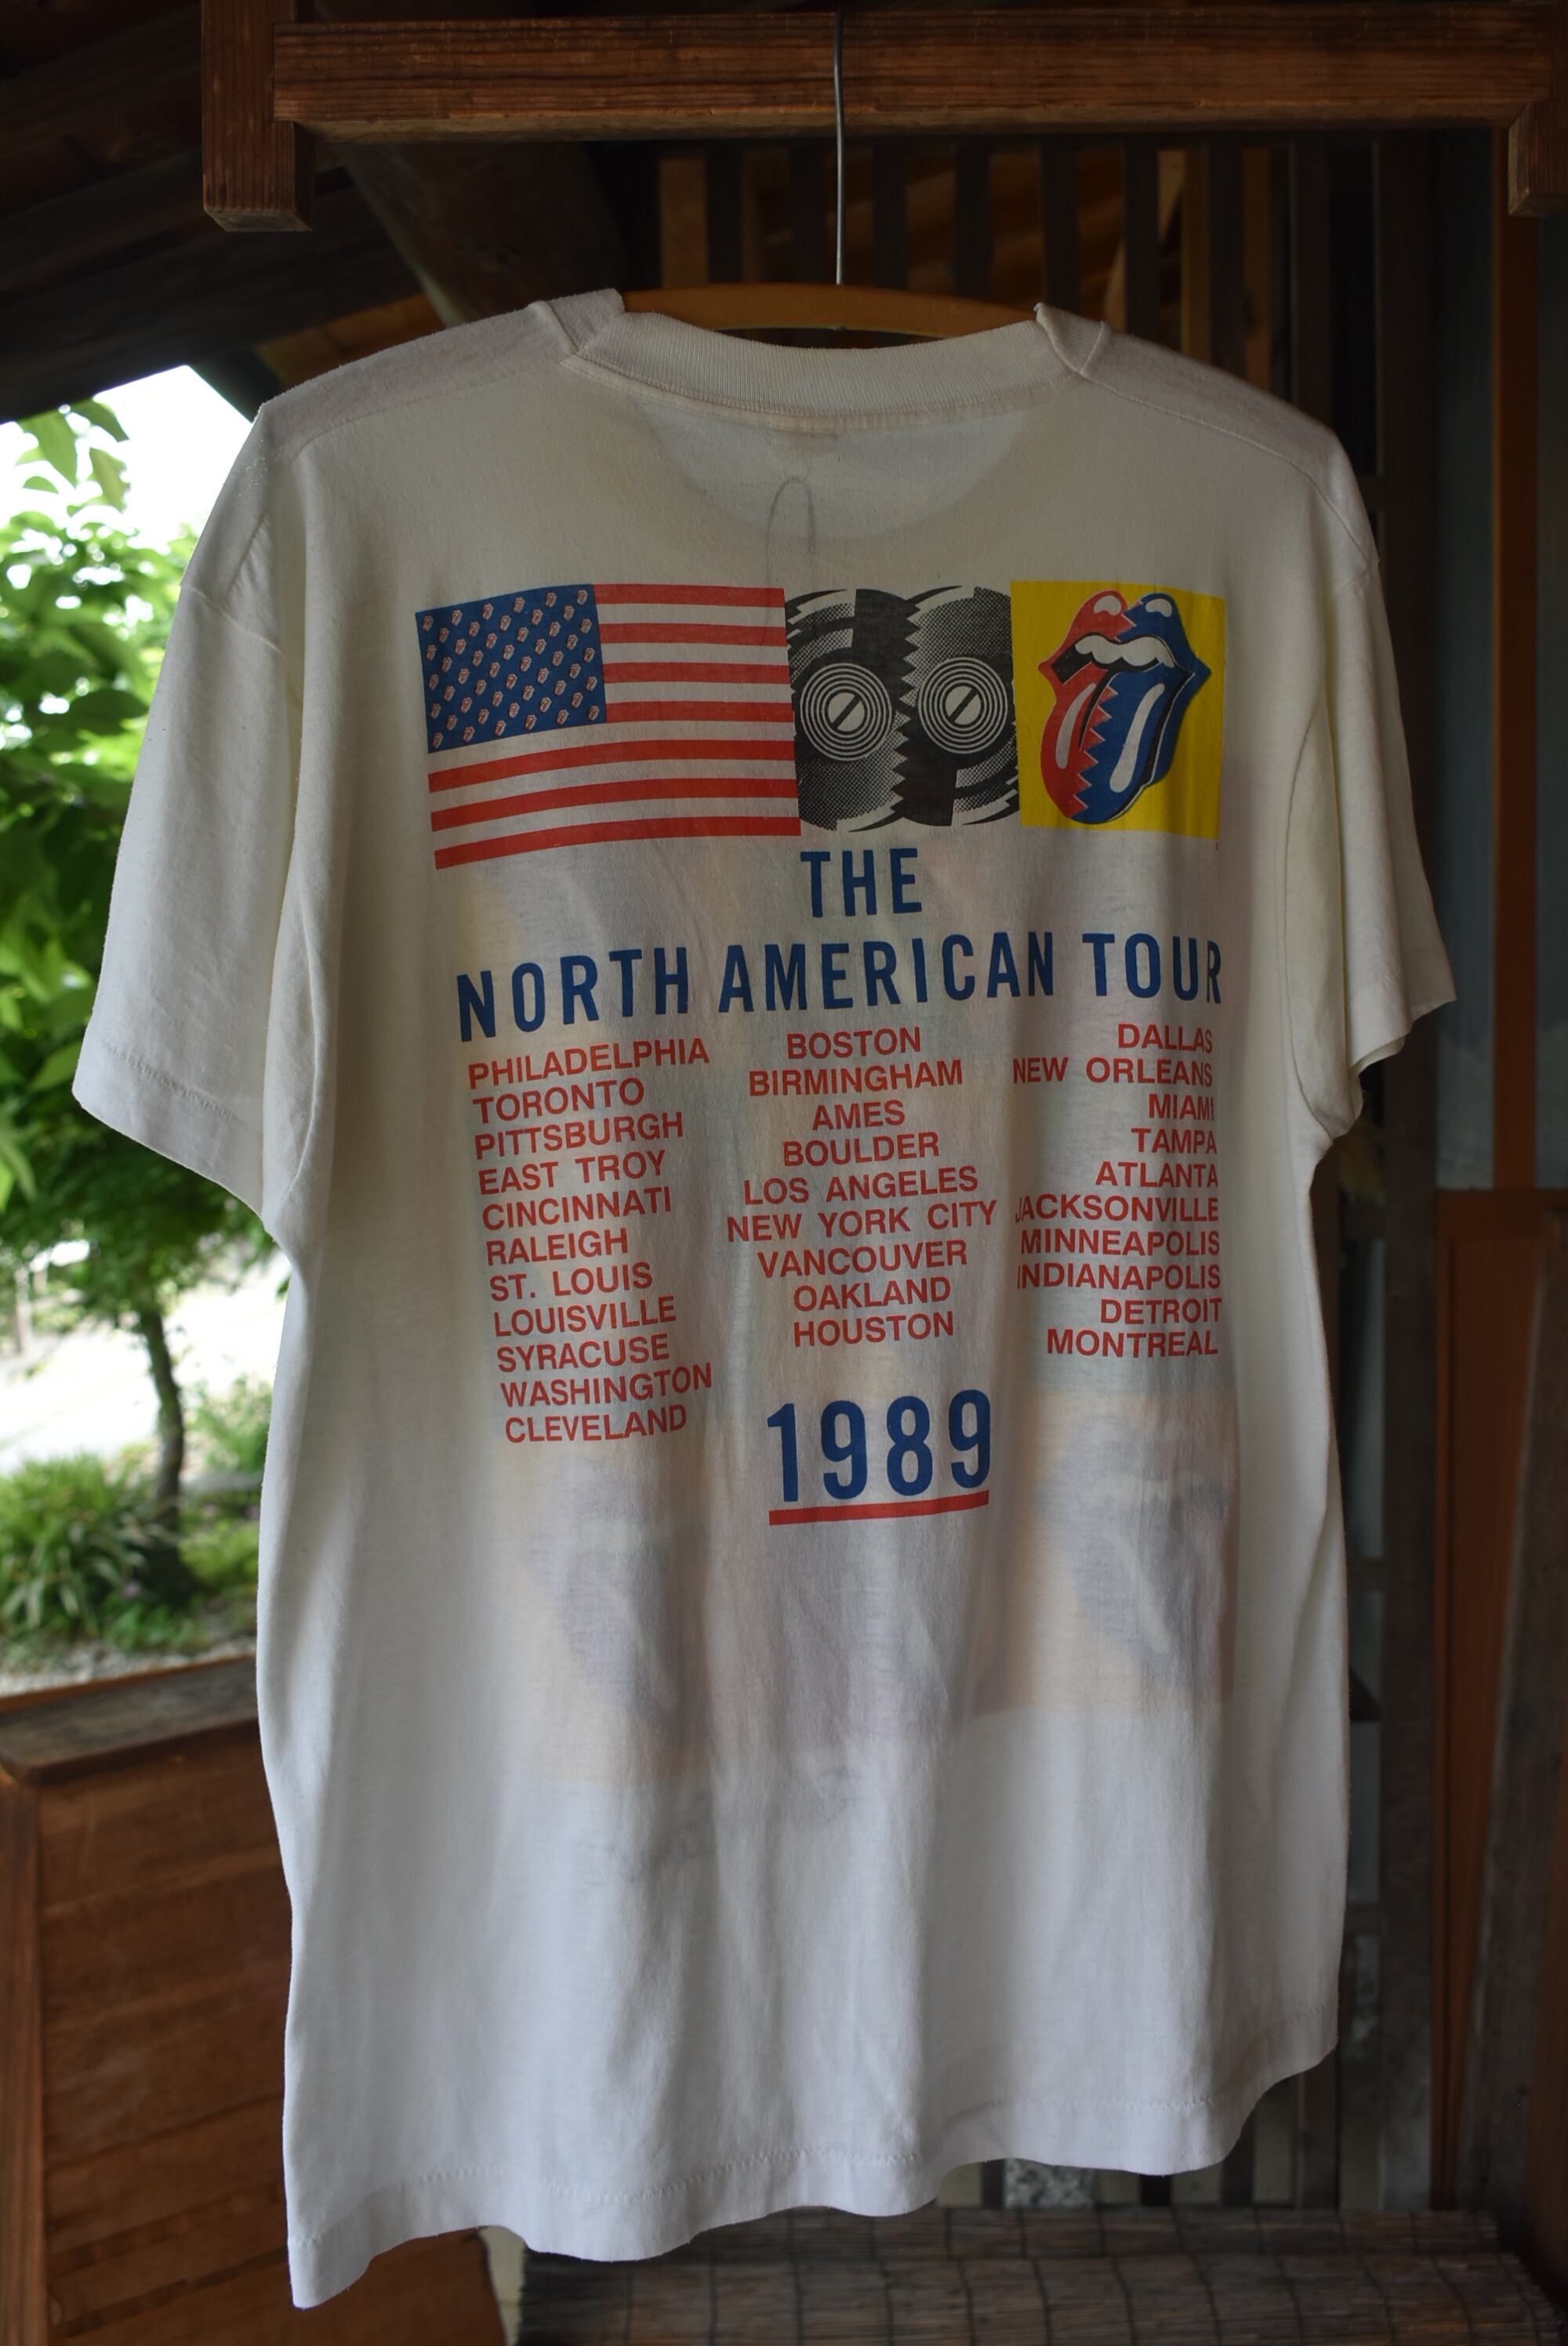 THE
NORTH AMERICAN TOUR
PHILADELPHIA
TORONTO
PITTSBURGH
EAST TROY
CINCINNATI
RALEIGH
ST. LOUIS
LOUISVILLE
SYRACUSE
WASHINGTON
CLEVELAND
BOSTON
BIRMINGHAM
AMES
BOULDER
LOS ANGELES
NEW YORK CITY
VANCOUVER
OAKLAND
HOUSTON
DALLAS
NEW ORLEANS
MIAMI
TAMPA
ATLANTA
JACKSONVILLE
MINNEAPOLIS
INDIANAPOLIS
DETROIT
MONTREAL
1989